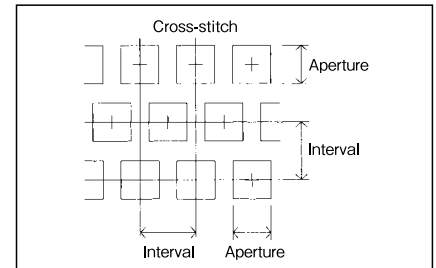 Cross-stitch
Aperture
Interval
Interval
Aperture